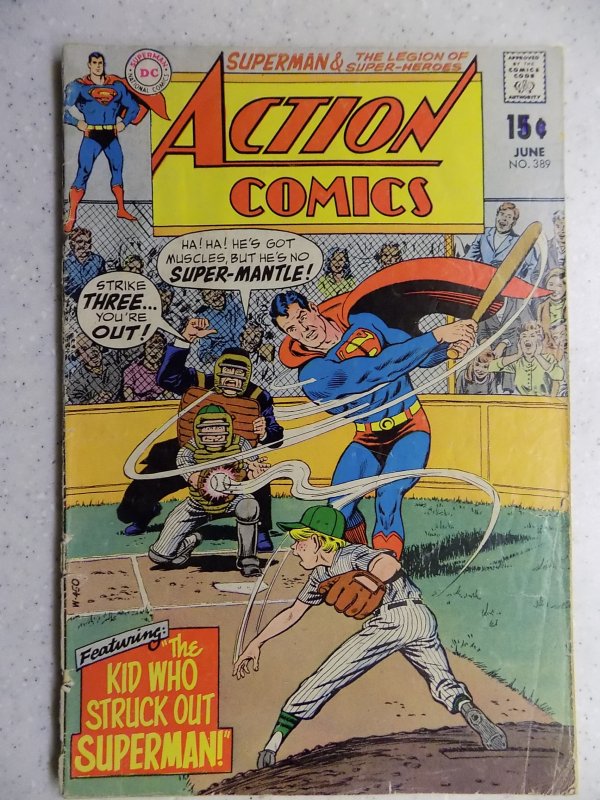 SUPERMAN
DC
NATIONAL COMICS
SUPERMAN & THE LEGION OF
SUPER-HEROES
APPROVED
BY THE
COMICS
CODE
AUTHORITY
ACTION
COMICS
15¢
JUNE
NO. 389
HA! HA! HE'S GOT
MUSCLES, BUT HE'S NO
SUPER-MANTLE!
STRIKE
THREE...
YOU'RE
OUT!
Featuring:
"The
KID WHO
STRUCK OUT
SUPERMAN!"